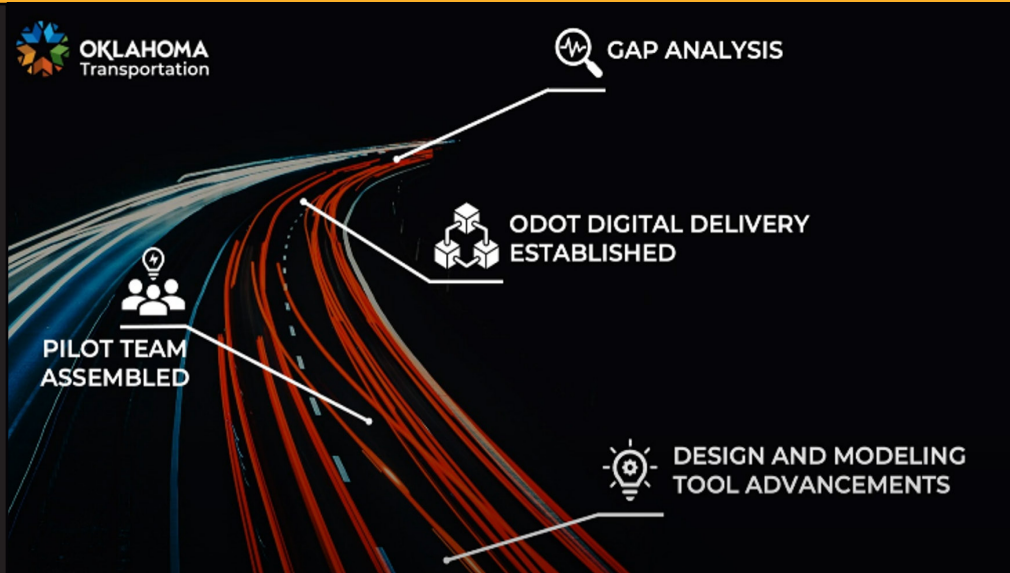 OKLAHOMA
Transportation
GAP ANALYSIS
ODOT DIGITAL DELIVERY
ESTABLISHED
PILOT TEAM
ASSEMBLED
DESIGN AND MODELING
TOOL ADVANCEMENTS